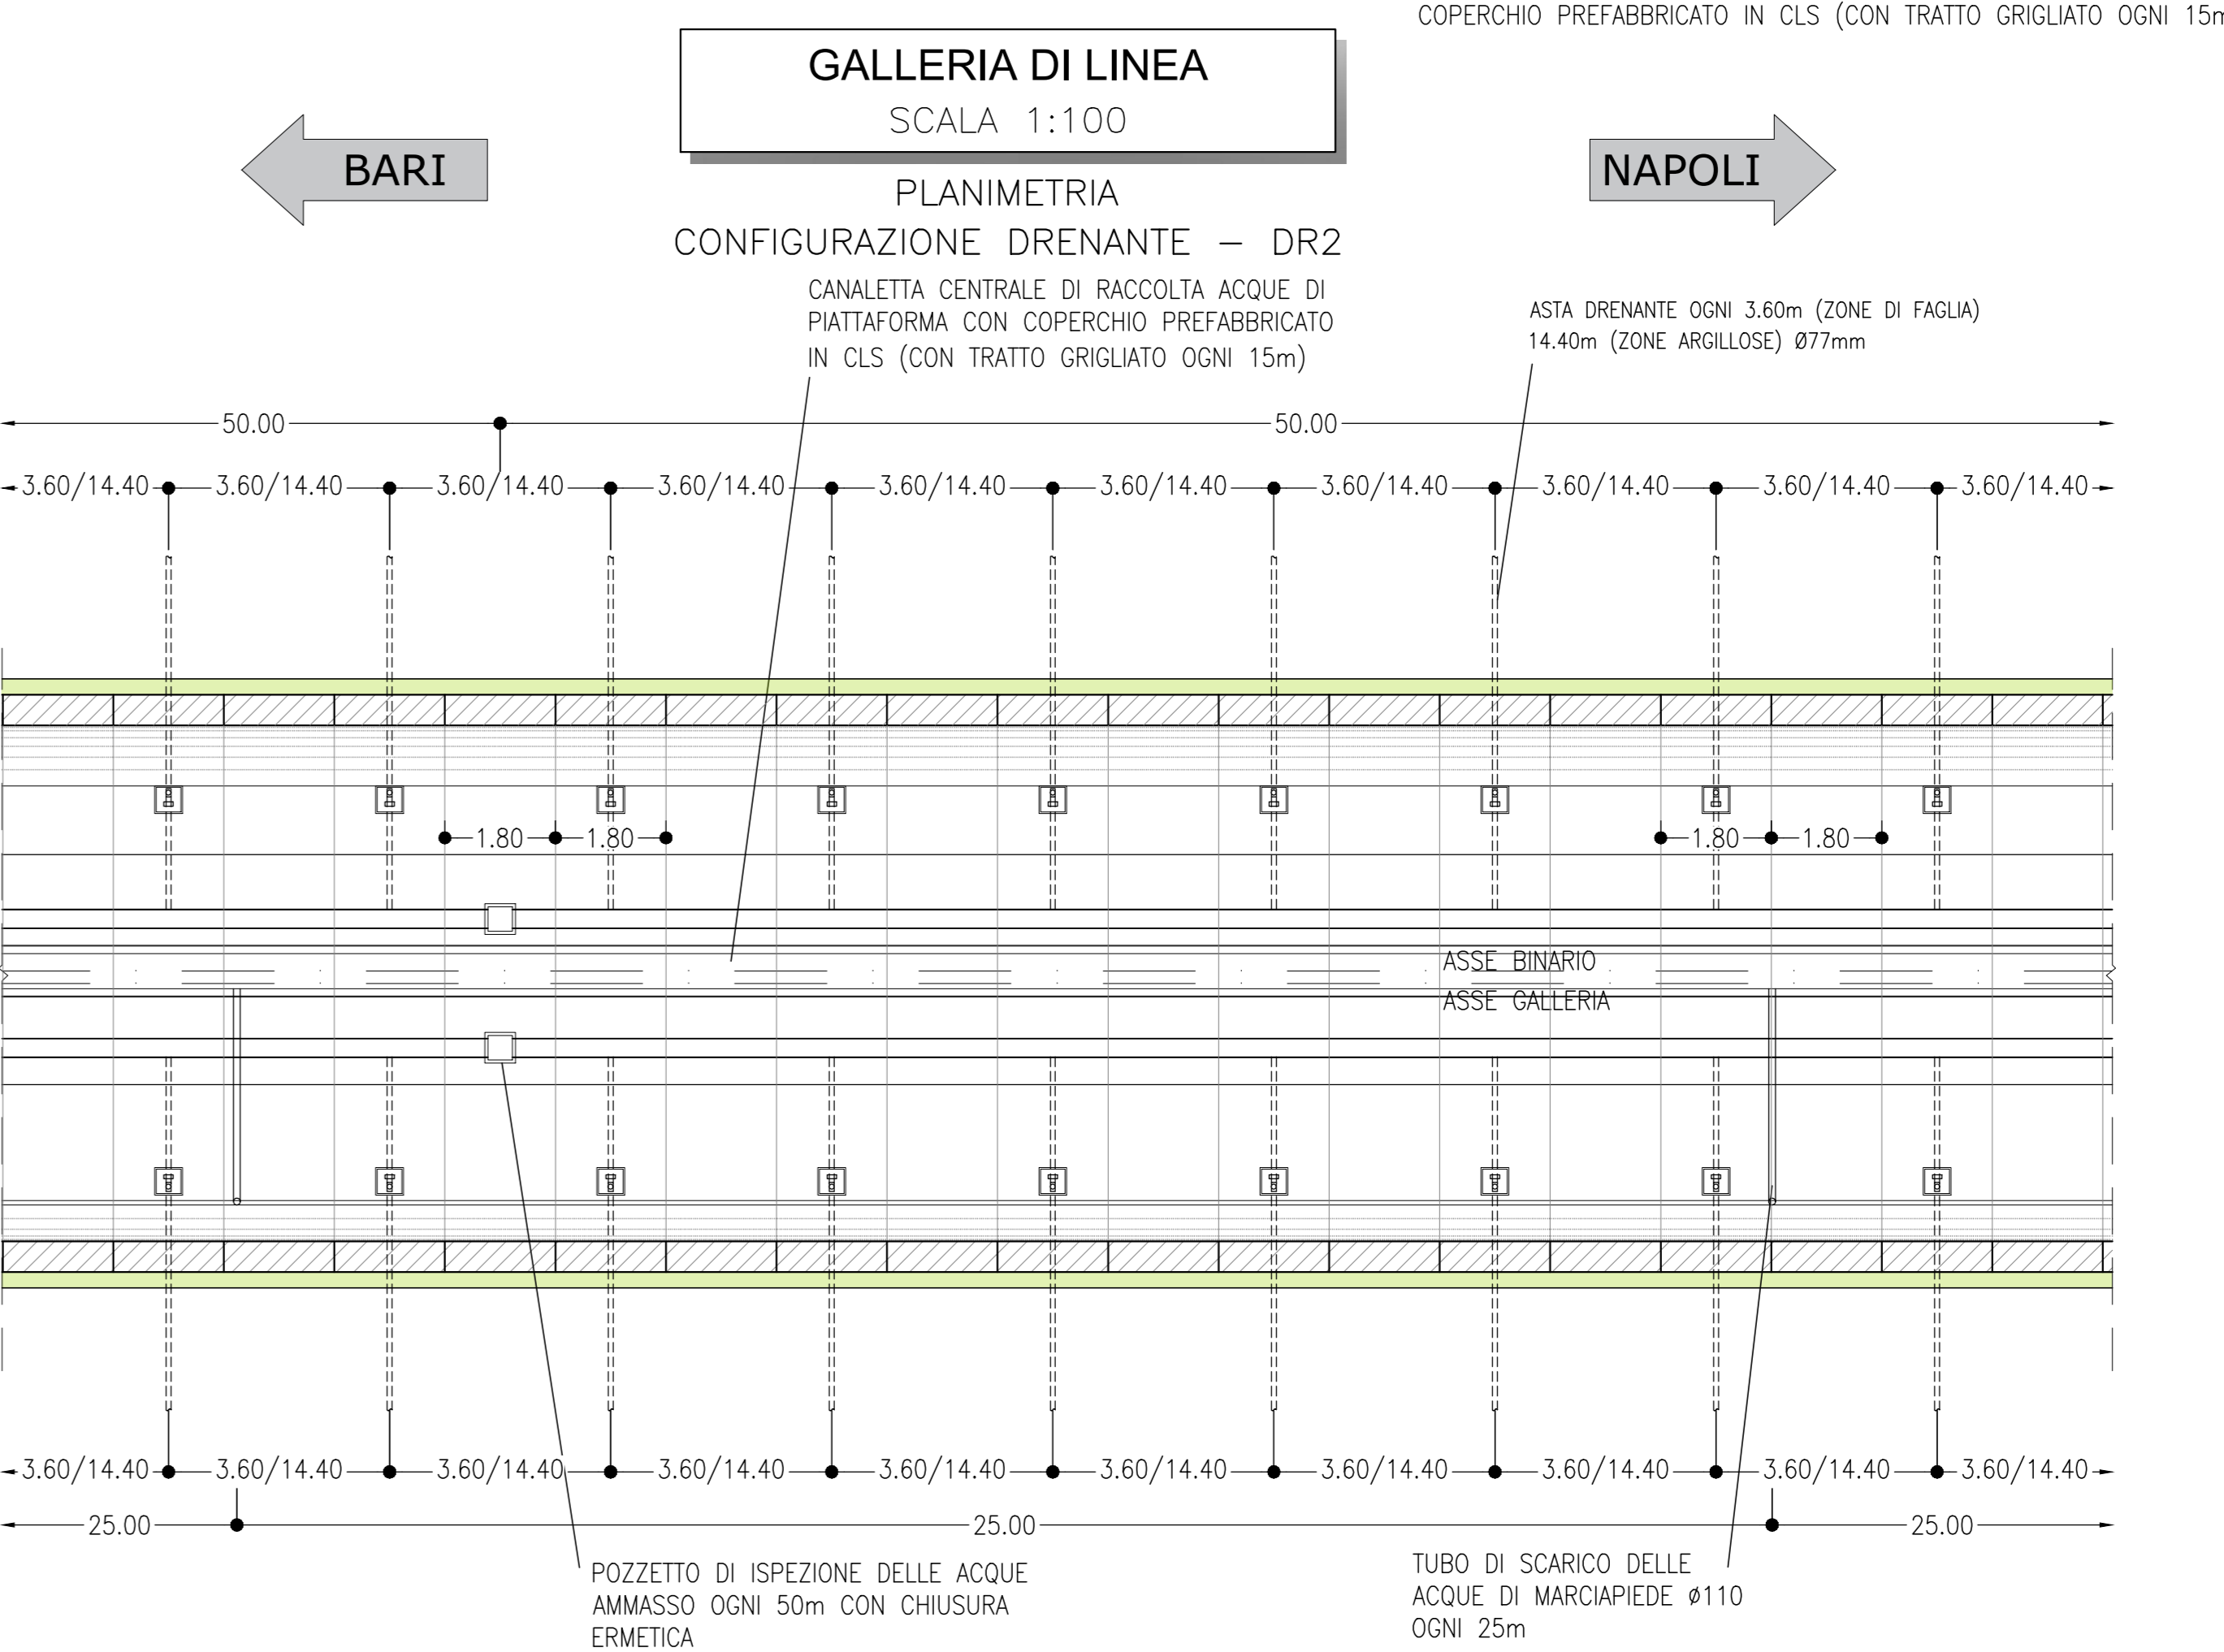 COPERCHIO PREFABBRICATO IN CLS (CON TRATTO GRIGLIATO OGNI 15
GALLERIA DI LINEA
SCALA 1:100
BARI
NAPOLI
PLANIMETRIA
CONFIGURAZIONE DRENANTE – DR2
CANALETTA CENTRALE DI RACCOLTA ACQUE DI
PIATTAFORMA CON COPERCHIO PREFABBRICATO
IN CLS (CON TRATTO GRIGLIATO OGNI 15m)
ASTA DRENANTE OGNI 3.60m (ZONE DI FAGLIA)
14.40m (ZONE ARGILLOSE) Ø77mm
50.00 50.00
3.60/14.40 3.60/14.40 3.60/14.40 3.60/14.40 3.60/14.40 3.60/14.40 3.60/14.40 3.60/14.40 3.60/14.40 3.60/14.40
1.80 1.80 1.80 1.80
ASSE BINARIO
ASSE GALLERIA
3.60/14.40 3.60/14.40 3.60/14.40 3.60/14.40 3.60/14.40 3.60/14.40 3.60/14.40 3.60/14.40 3.60/14.40 3.60/14.40
25.00 25.00 25.00
POZZETTO DI ISPEZIONE DELLE ACQUE
AMMASSO OGNI 50m CON CHIUSURA
ERMETICA
TUBO DI SCARICO DELLE
ACQUE DI MARCIAPIEDE ø110
OGNI 25m